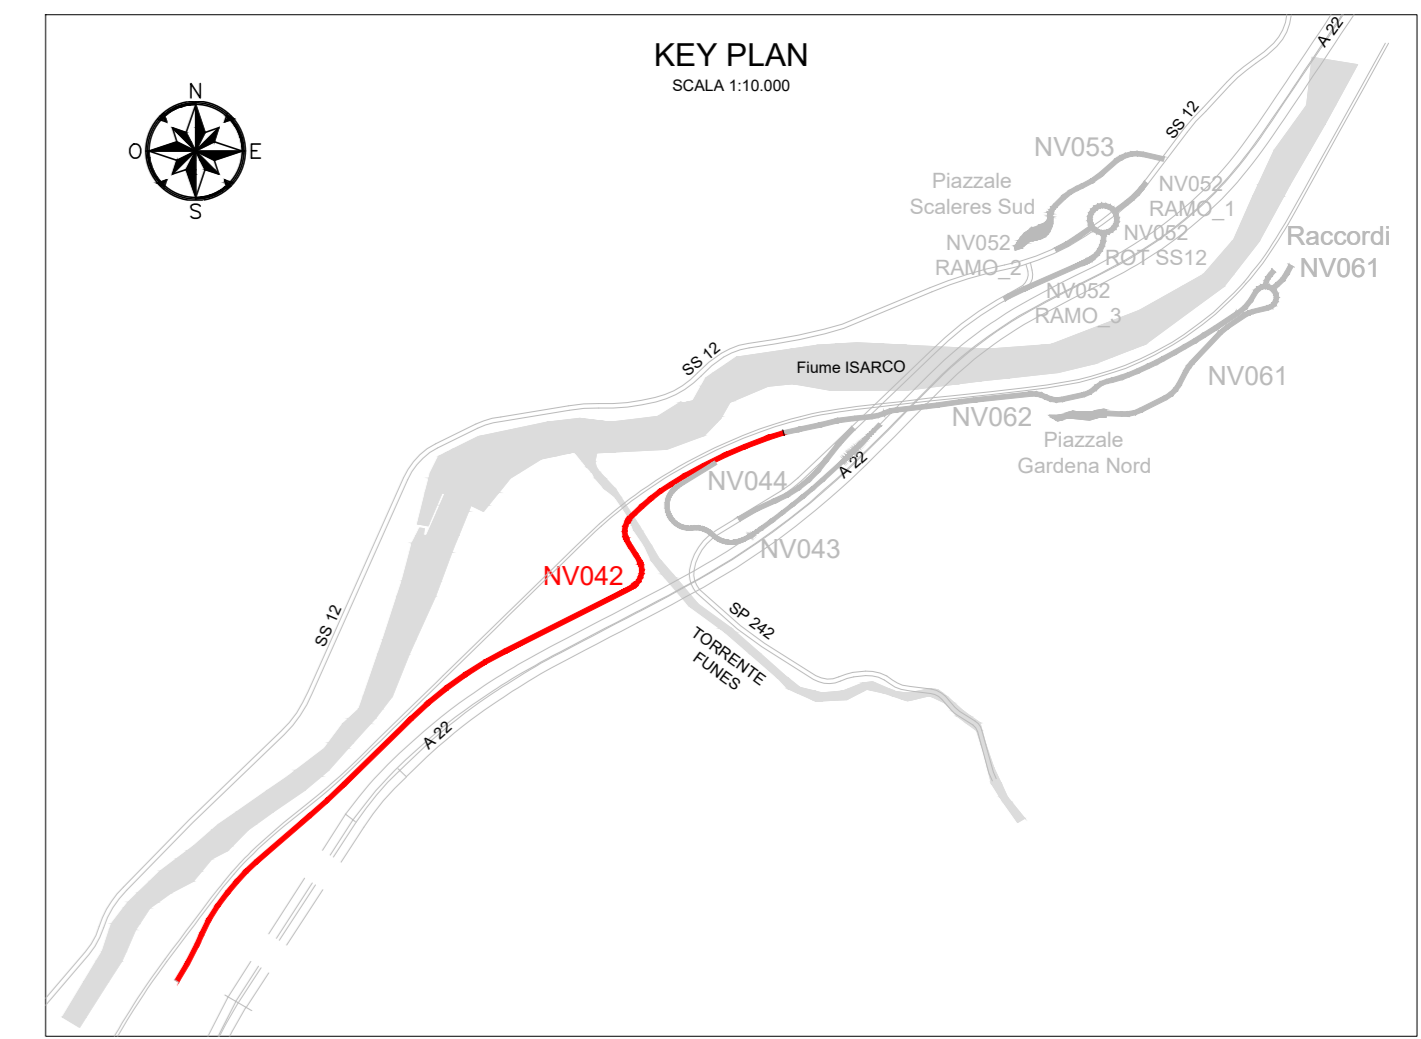 KEY PLAN
SCALA 1:10.000
N
O
E
S
A 22
SS 12
NV053
Piazzale
Scaleres Sud
NV052
RAMO_1
NV052
ROT SS12
NV052
RAMO_2
Raccordi
NV061
NV052
RAMO_3
SS 12
Fiume ISARCO
NV061
NV062
Piazzale
Gardena Nord
A 22
NV044
NV043
NV042
SS 12
SP 242
TORRENTE
FUNES
A 22